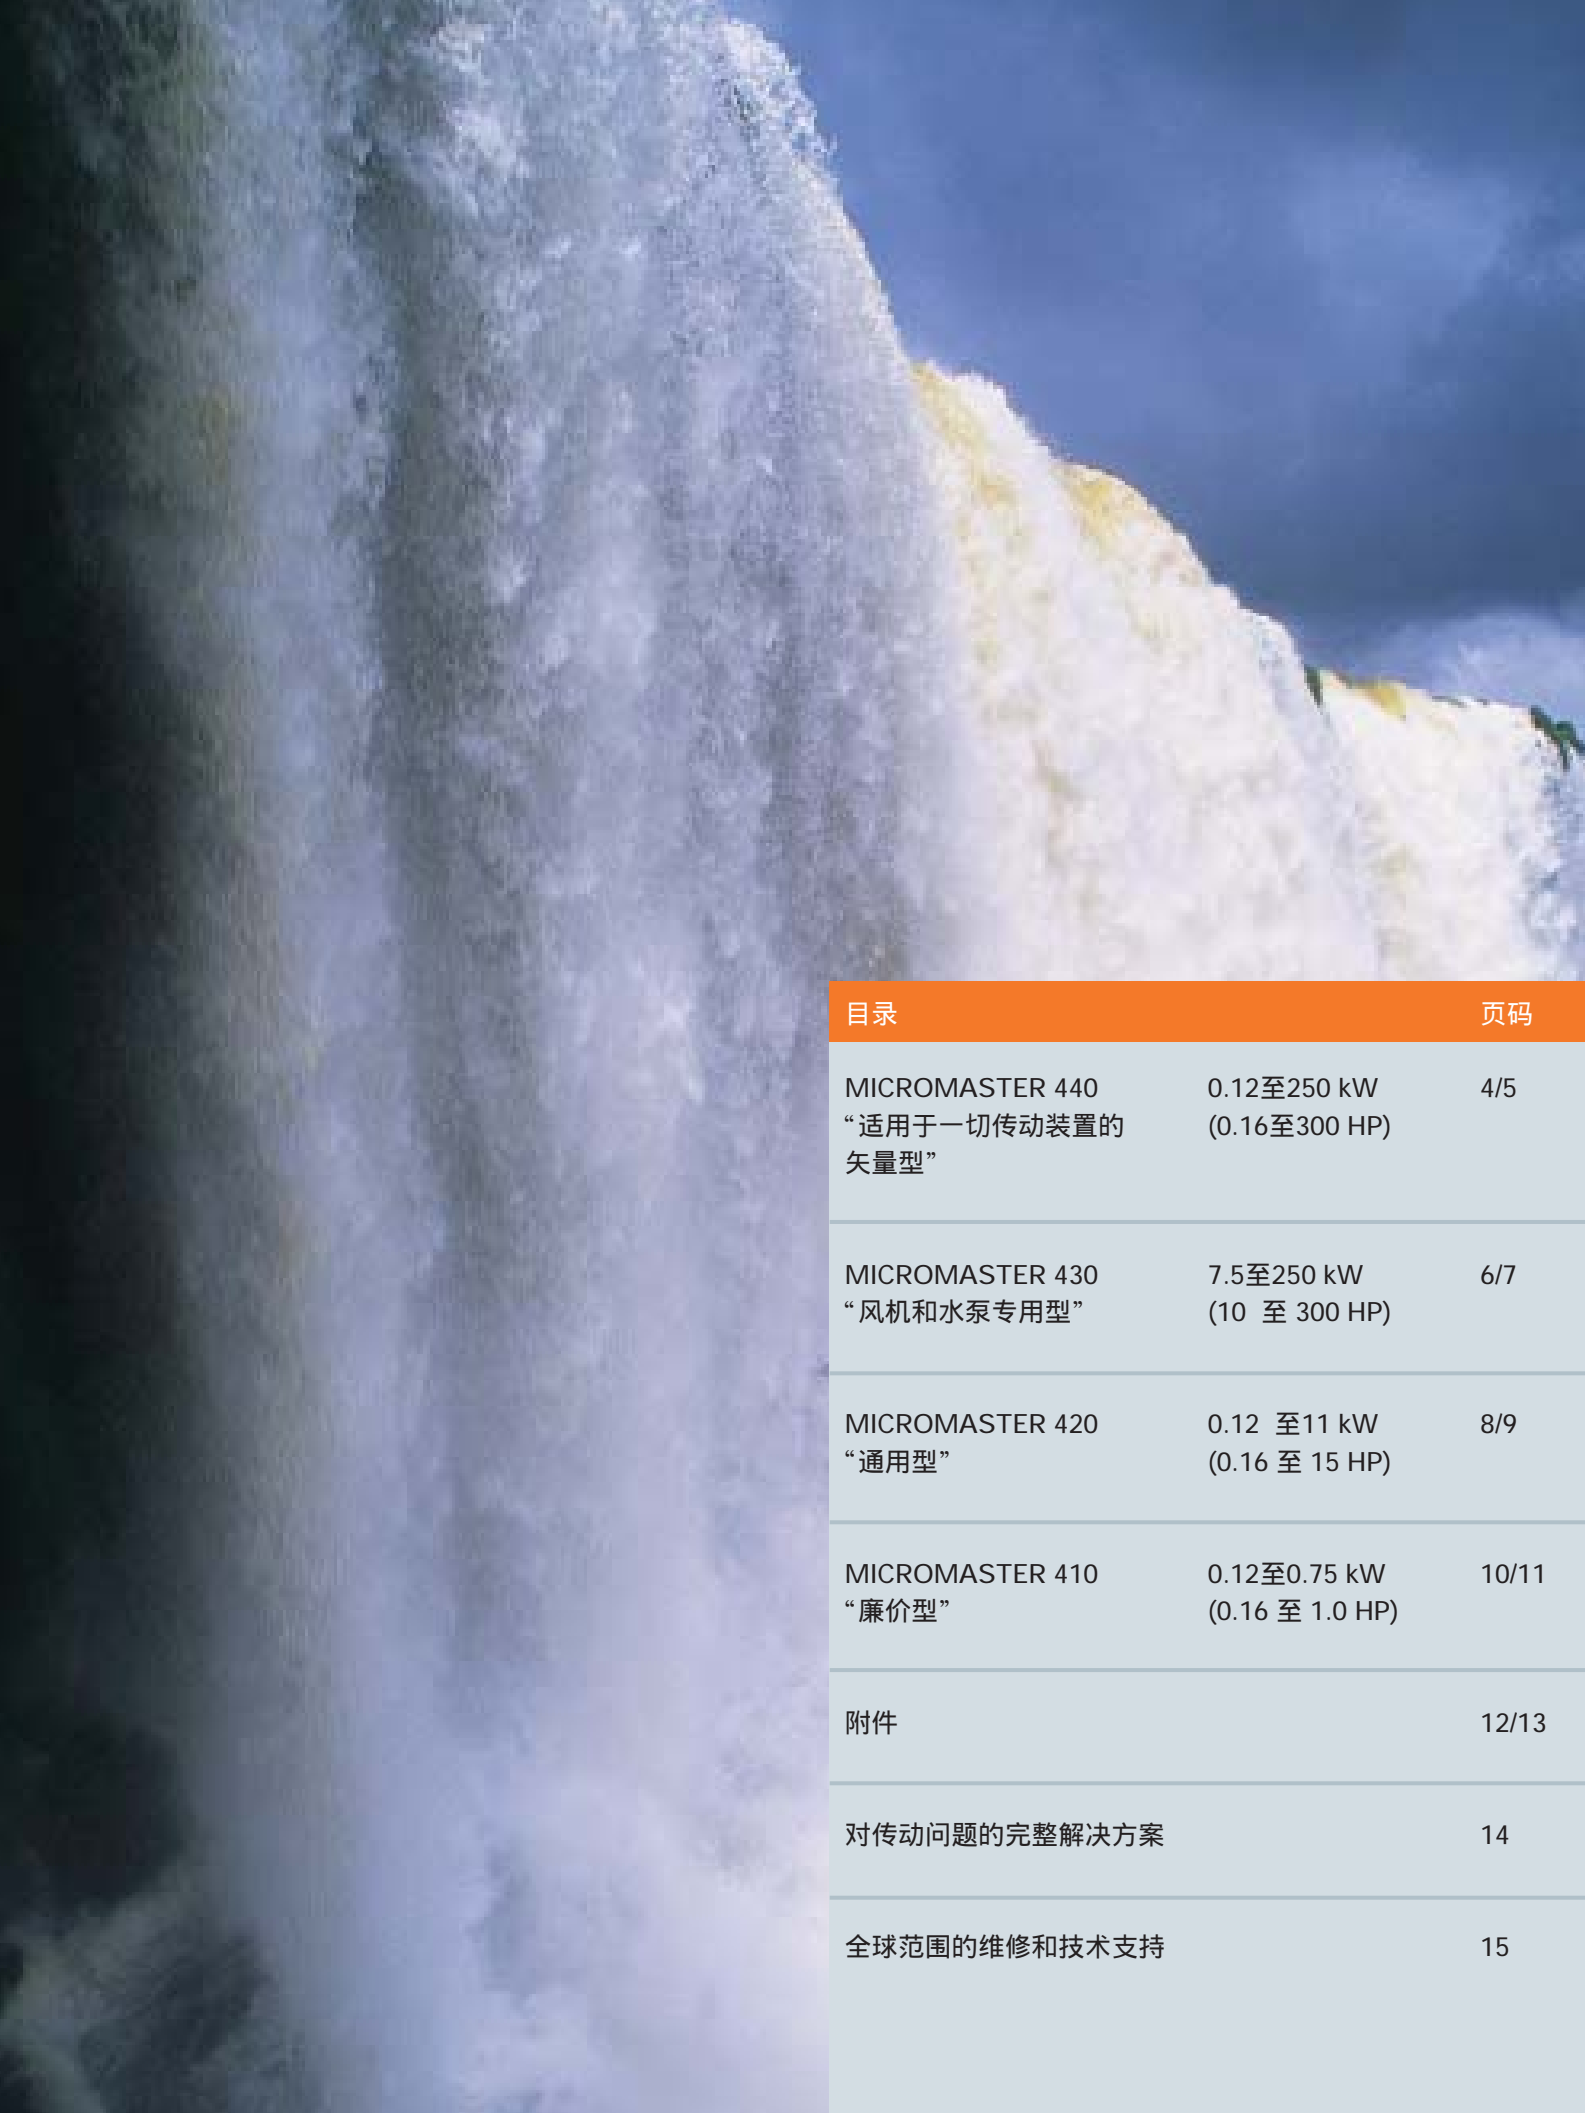 目录 页码
MICROMASTER 440 0.12至250 kW 4/5
“适用于一切传动装置的 (0.16至300 HP)
矢量型”
MICROMASTER 430 7.5至250 kW 6/7
“风机和水泵专用型” (10 至 300 HP)
MICROMASTER 420 0.12 至11 kW 8/9
“通用型” (0.16 至 15 HP)
MICROMASTER 410 0.12至0.75 kW 10/11
“廉价型” (0.16 至 1.0 HP)
附件 12/13
对传动问题的完整解决方案 14
全球范围的维修和技术支持 15